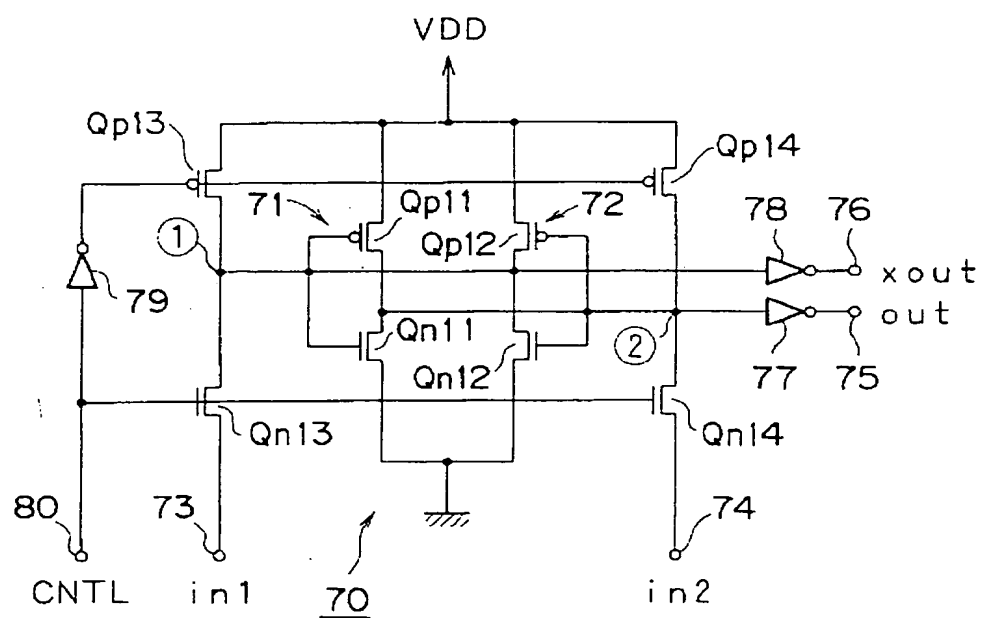 VDD
Qp13
Qp14
71
Qp11
72
Qp12
78
76
①
79
xout
out
Qn11
②
Qn12
77
75
Qn13
Qn14
80
73
74
CNTL
in1
70
in2